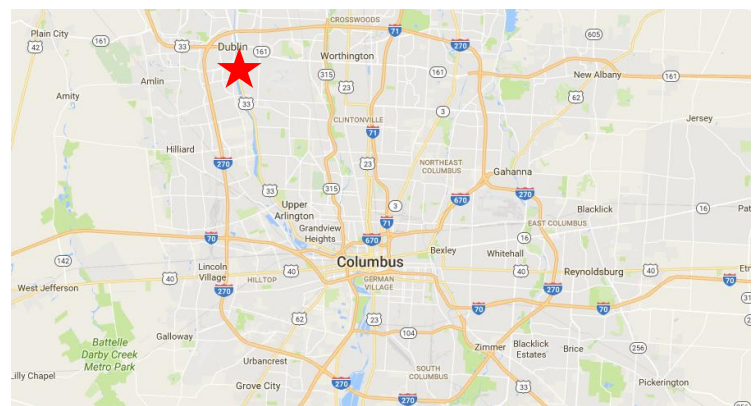 CROSSWOODS
71
Plain City
161
33
Dublin
161
270
605
42
Worthington
315
23
161
New Albany
161
Amlin
62
Amity
33
3
Jersey
CLINTONVILLE
71
Hilliard
270
23
NORTHEAST
COLUMBUS
Gahanna
33
315
670
270
Upper
Arlington
3
Blacklick
16
Grandview
Heights
71
EAST COLUMBUS
70
670
16
142
Columbus
Bexley
Whitehall
Lincoln
Village
40
HILLTOP
40
GERMAN
VILLAGE
40
Reynoldsburg
40
West Jefferson
270
270
70
70
62
23
104
Battelle
Darby Creek
Metro Park
Galloway
Zimmer
Blacklick
Estates
Brice
256
Urbancrest
SOUTH
COLUMBUS
Grove City
270
33
Pickerington
270